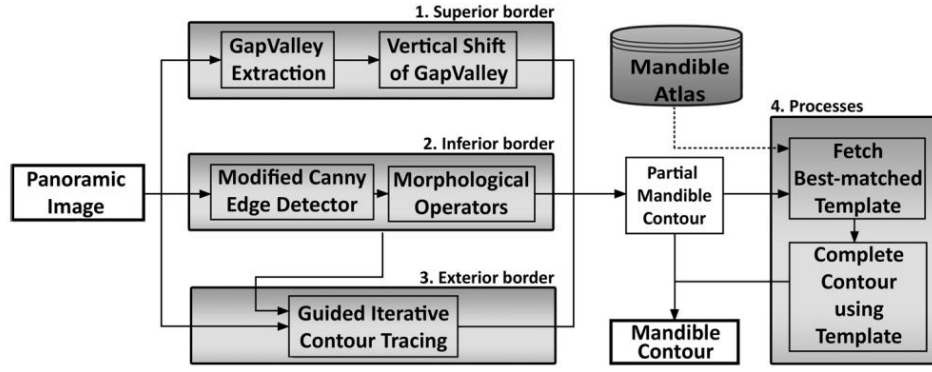 1. Superior border
GapValley
Extraction
Vertical Shift
of GapValley
Mandible
Atlas
4. Processes
2. Inferior border
Panoramic
Image
Modified Canny
Edge Detector
Morphological
Operators
Partial
Mandible
Contour
Fetch
Best-matched
Template
3. Exterior border
Guided Iterative
Contour Tracing
Complete
Contour
using
Template
Mandible
Contour